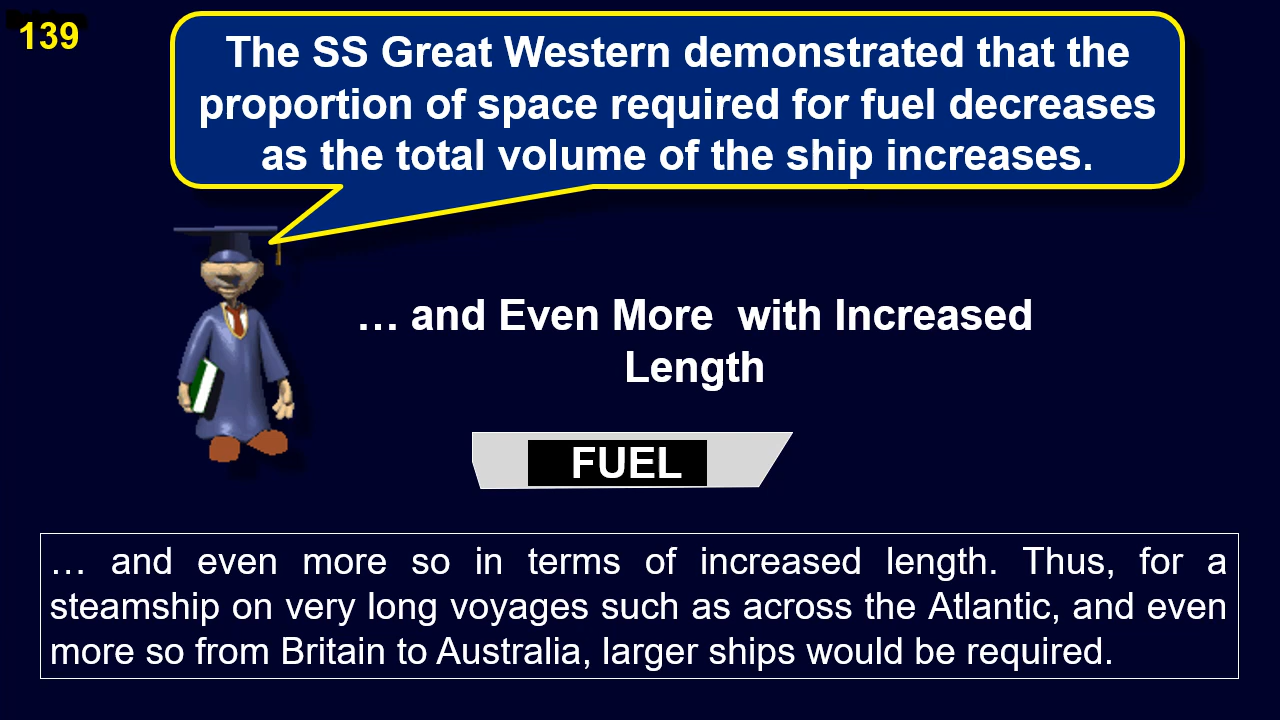 139
The SS Great Western demonstrated that the
proportion of space required for fuel decreases
as the total volume of the ship increases.
… and Even More with Increased
Length
FUEL
… and even more so in terms of increased length. Thus, for a
steamship on very long voyages such as across the Atlantic, and even
more so from Britain to Australia, larger ships would be required.